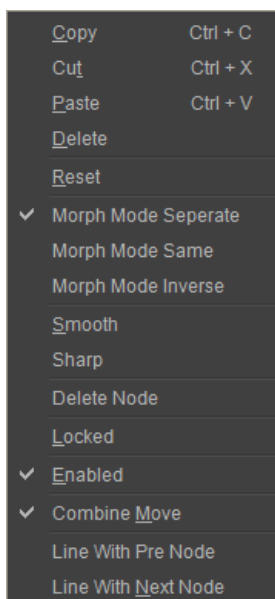 Copy Ctrl + C
Cut Ctrl + X
Paste Ctrl + V
Delete
Reset
Morph Mode Seperate
Morph Mode Same
Morph Mode Inverse
Smooth
Sharp
Delete Node
Locked
Enabled
Combine Move
Line With Pre Node
Line With Next Node